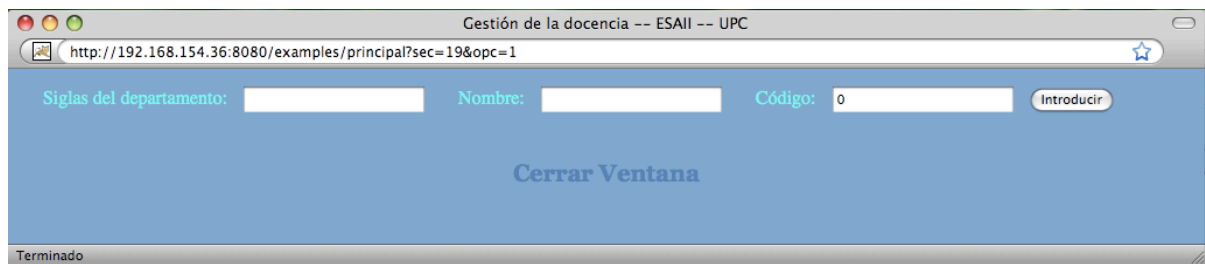 Gestión de la docencia -- ESAII -- UPC
http://192.168.154.36:8080/examples/principal?sec=19&opc=1
Siglas del departamento: Nombre: Código: 0 Introducir
Cerrar Ventana
Terminado